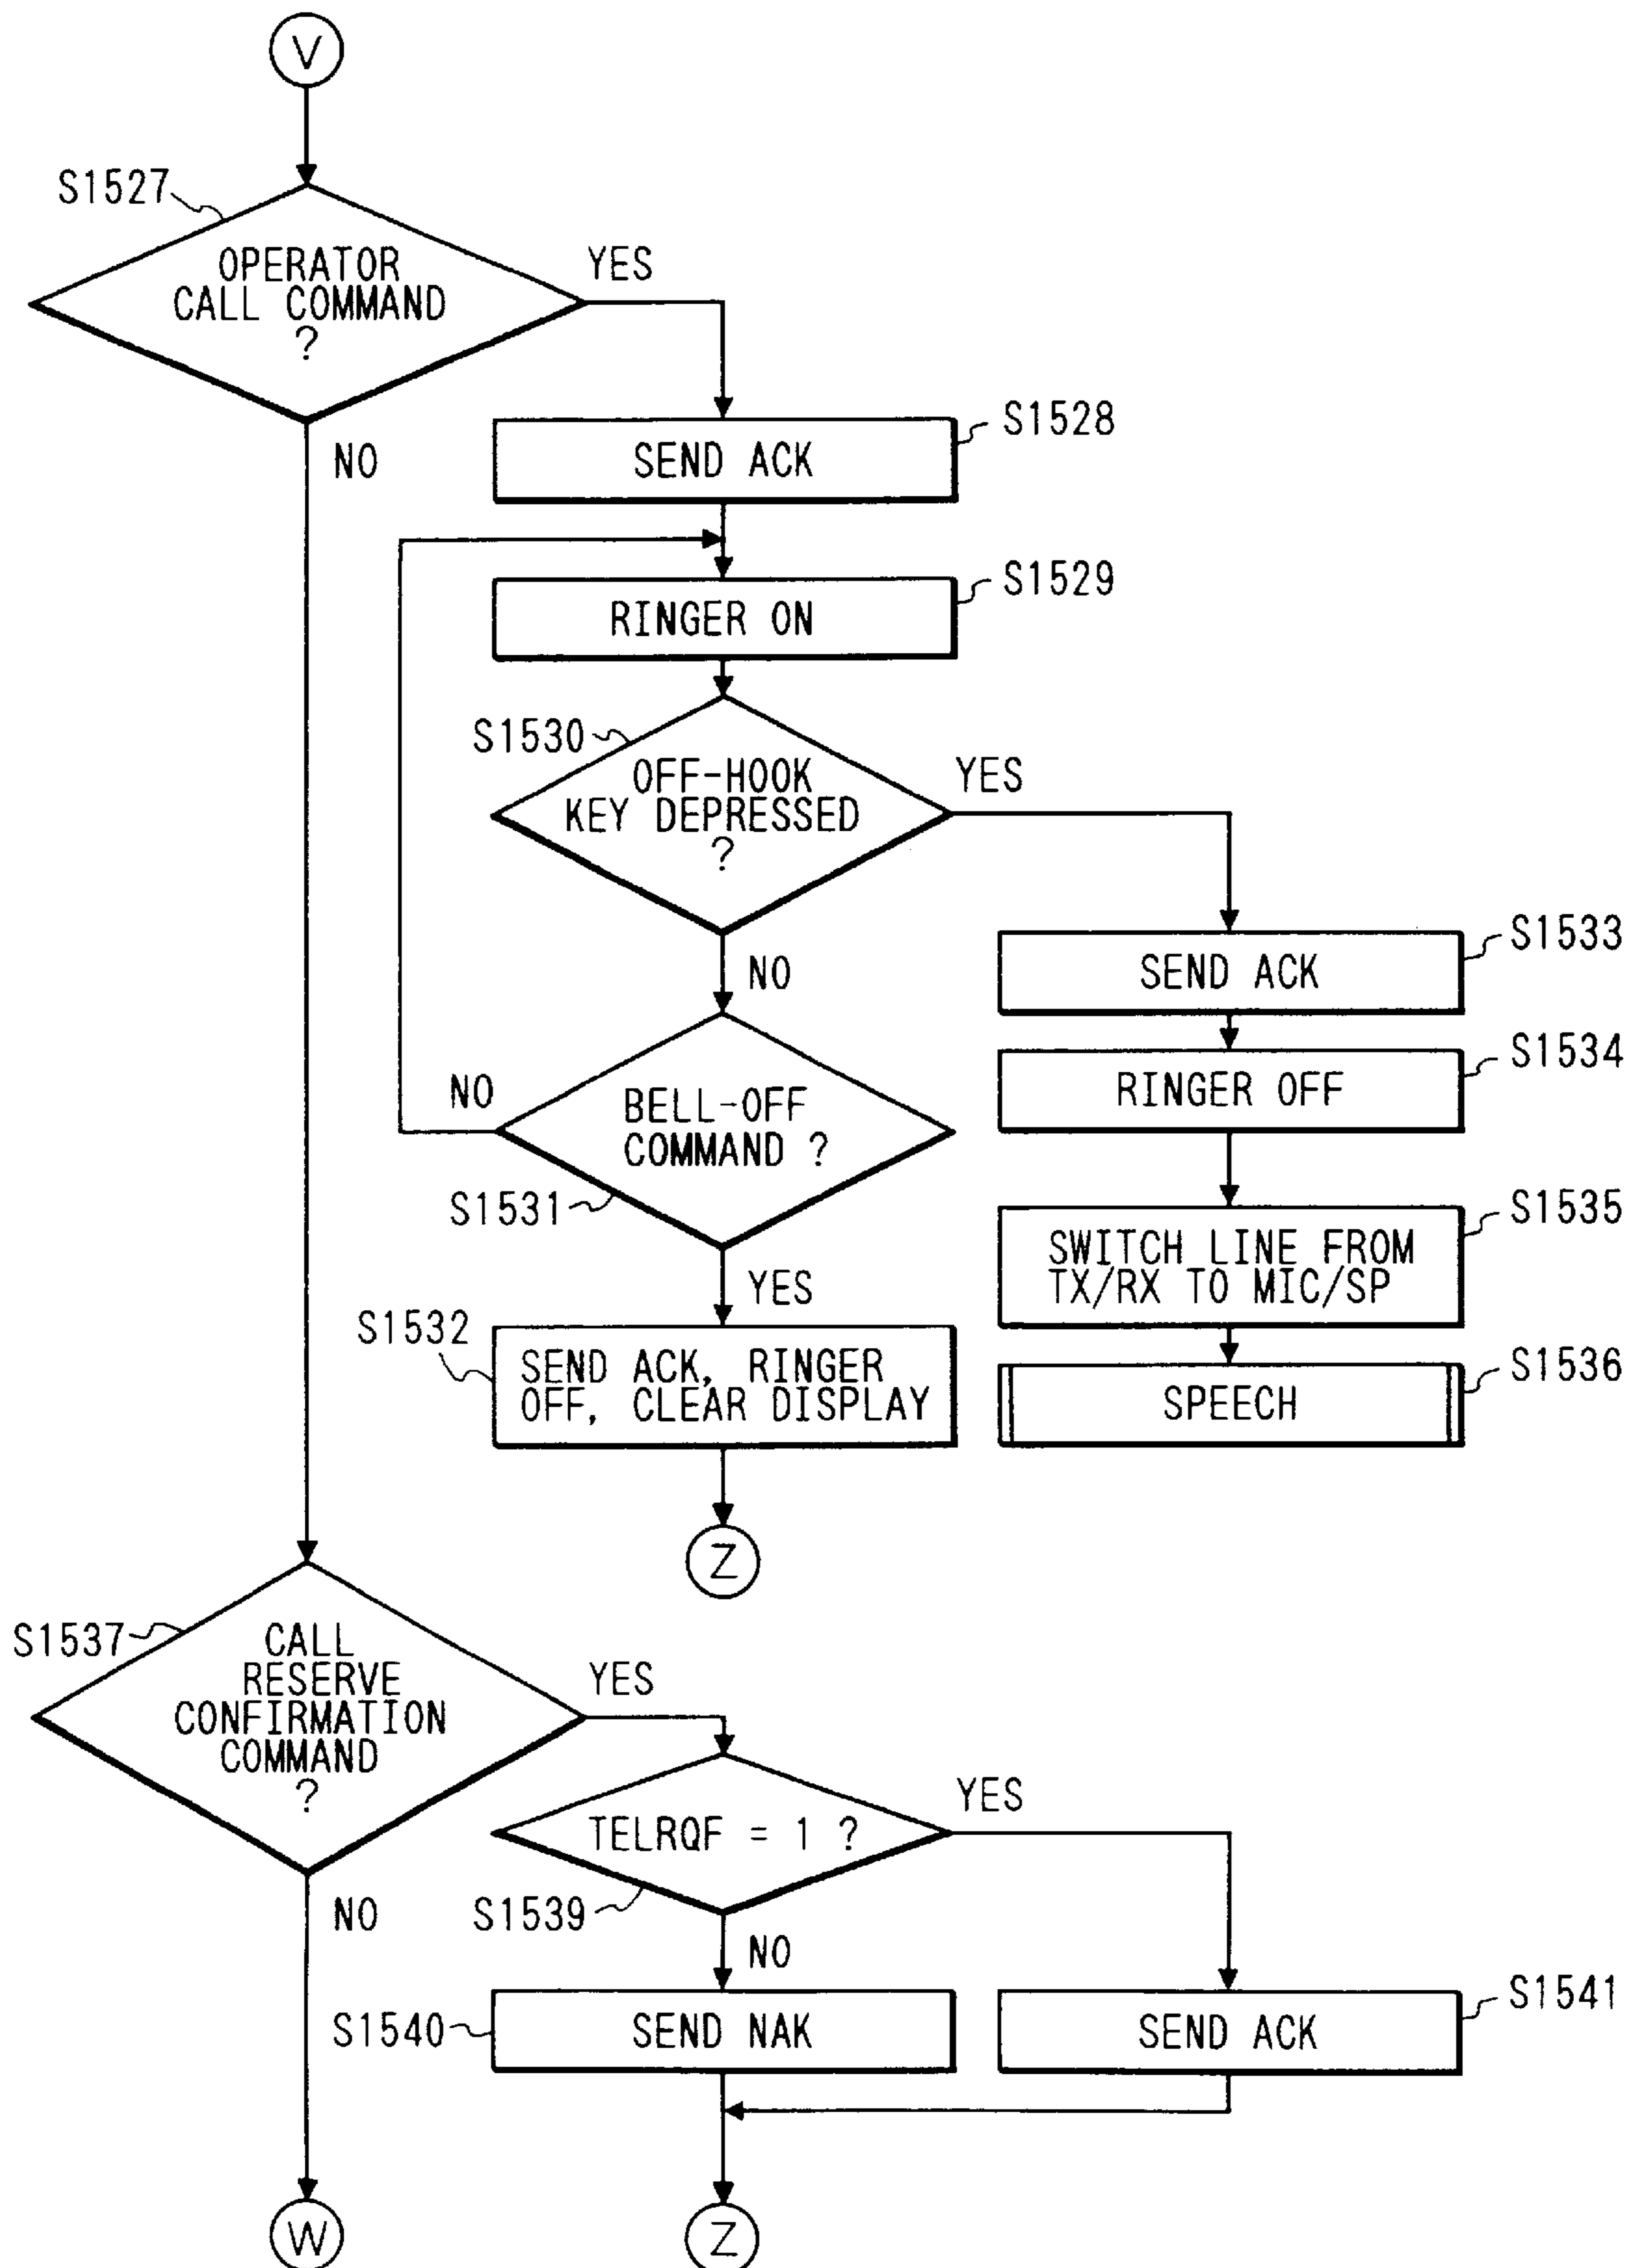 V
S1527
OPERATOR
CALL COMMAND
?
YES
NO
SEND ACK
S1528
RINGER ON
S1529
S1530
OFF-HOOK
KEY DEPRESSED
?
YES
NO
SEND ACK
S1533
RINGER OFF
S1534
NO
BELL-OFF
COMMAND ?
S1531
YES
SWITCH LINE FROM
TX/RX TO MIC/SP
S1535
S1532
SEND ACK, RINGER
OFF, CLEAR DISPLAY
SPEECH
S1536
Z
S1537
CALL
RESERVE
CONFIRMATION
COMMAND
?
YES
NO
TELRQF = 1 ?
YES
S1539
NO
S1540
SEND NAK
SEND ACK
S1541
W
Z